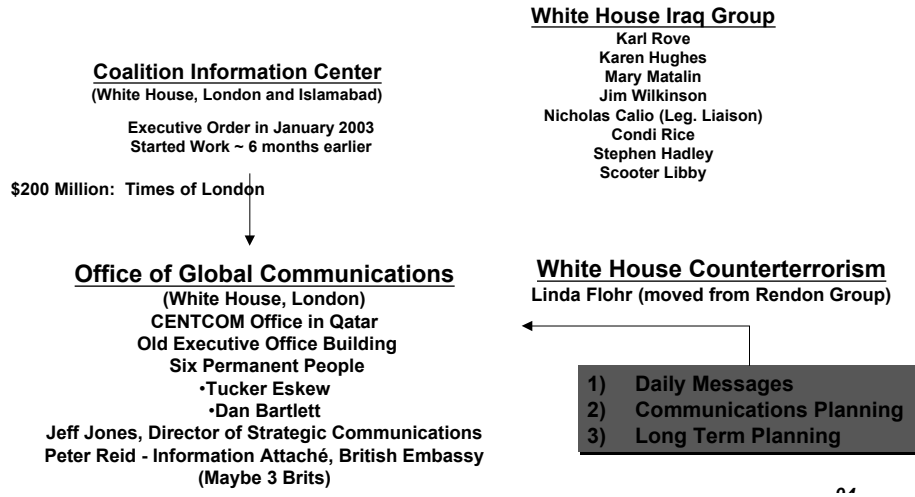 White House Iraq Group
Karl Rove
Karen Hughes
Mary Matalin
Jim Wilkinson
Nicholas Calio (Leg. Liaison)
Condi Rice
Stephen Hadley
Scooter Libby
Coalition Information Center
(White House, London and Islamabad)
Executive Order in January 2003
Started Work ~ 6 months earlier
$200 Million: Times of London
Office of Global Communications
(White House, London)
CENTCOM Office in Qatar
Old Executive Office Building
Six Permanent People
•Tucker Eskew
•Dan Bartlett
Jeff Jones, Director of Strategic Communications
Peter Reid - Information Attaché, British Embassy
(Maybe 3 Brits)
White House Counterterrorism
Linda Flohr (moved from Rendon Group)
1) Daily Messages
2) Communications Planning
3) Long Term Planning